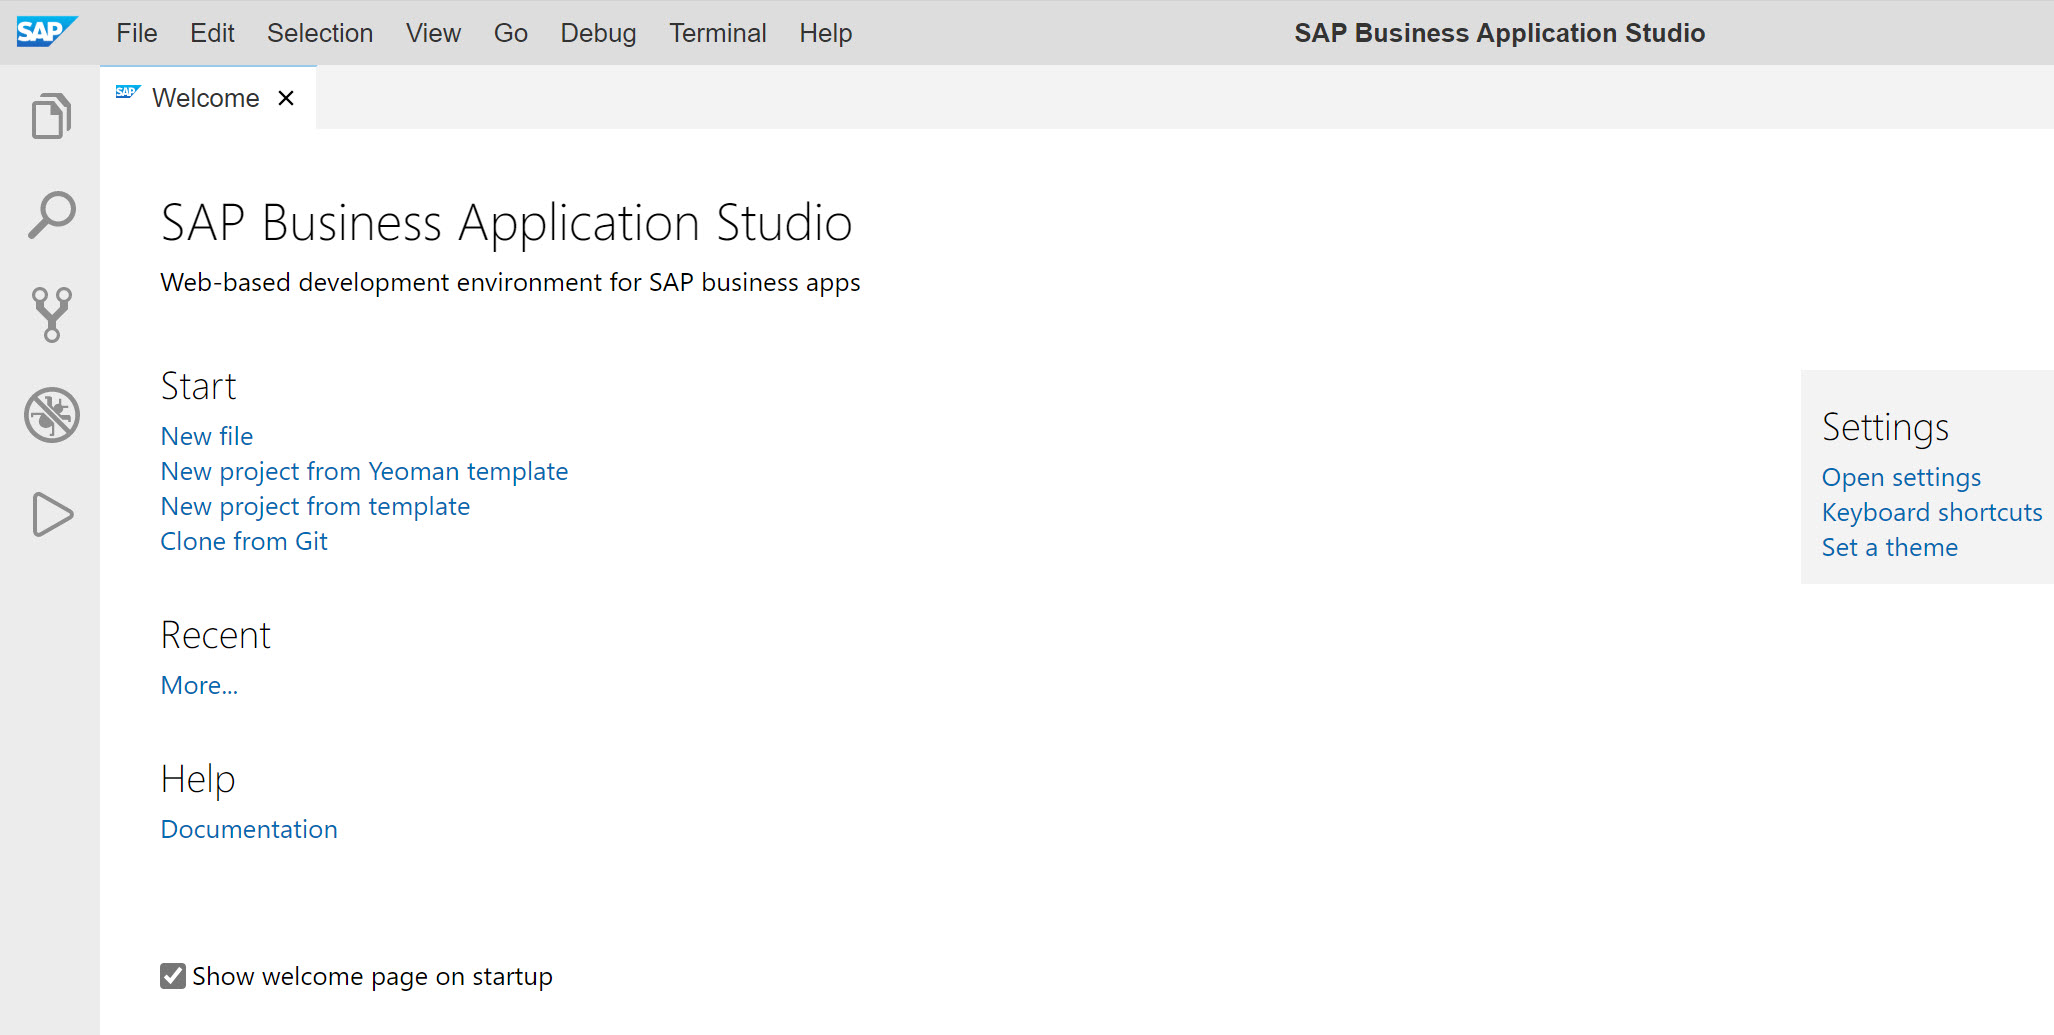 SAP File Edit Selection View Go Debug Terminal Help SAP Business Application Studio
SAP Welcome
SAP Business Application Studio
Web-based development environment for SAP business apps
Start
New file
New project from Yeoman template
New project from template
Clone from Git
Recent
More...
Help
Documentation
Show welcome page on startup
Settings
Open settings
Keyboard shortcuts
Set a theme